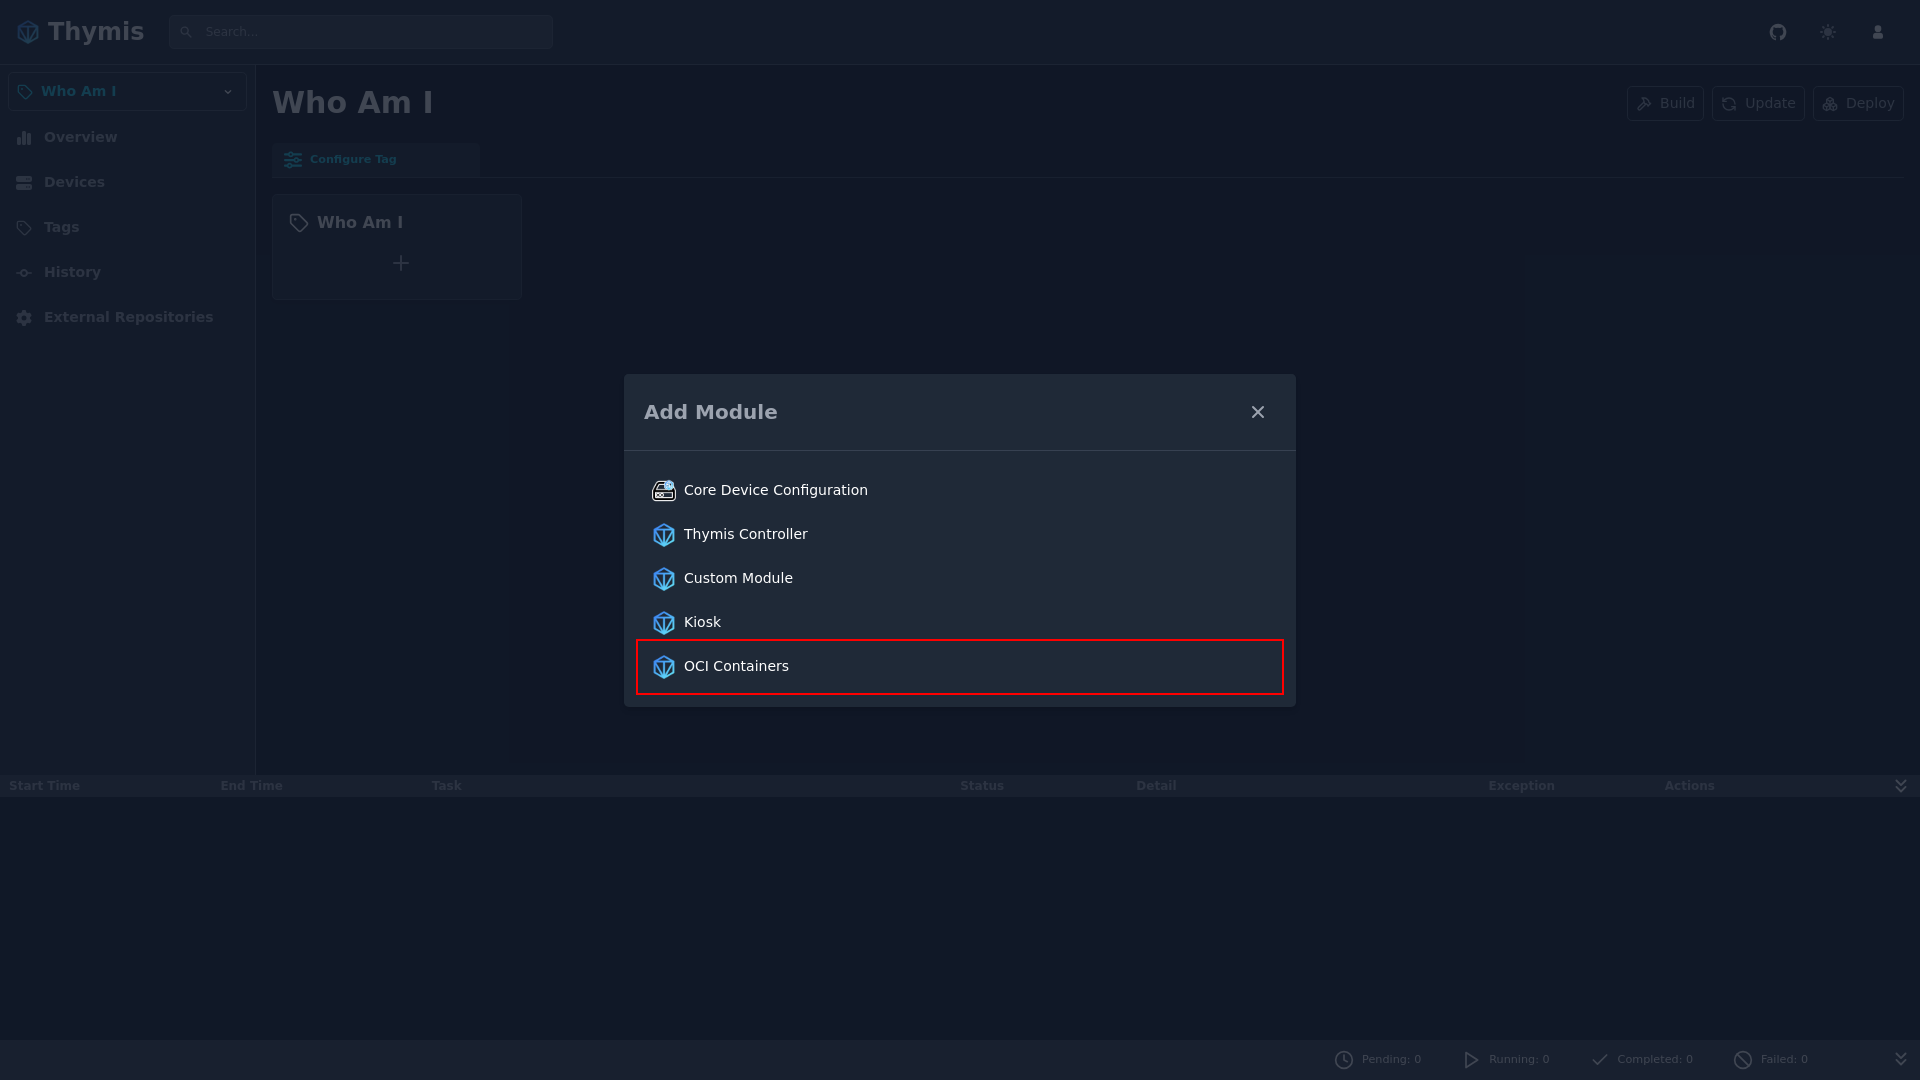 Thymis
Search...
Who Am I
Overview
Devices
Tags
History
External Repositories
Who Am I
Build
Update
Deploy
Configure Tag
Who Am I
Add Module
Core Device Configuration
Thymis Controller
Custom Module
Kiosk
OCI Containers
Start Time End Time Task Status Detail Exception Actions
Pending: 0 Running: 0 Completed: 0 Failed: 0